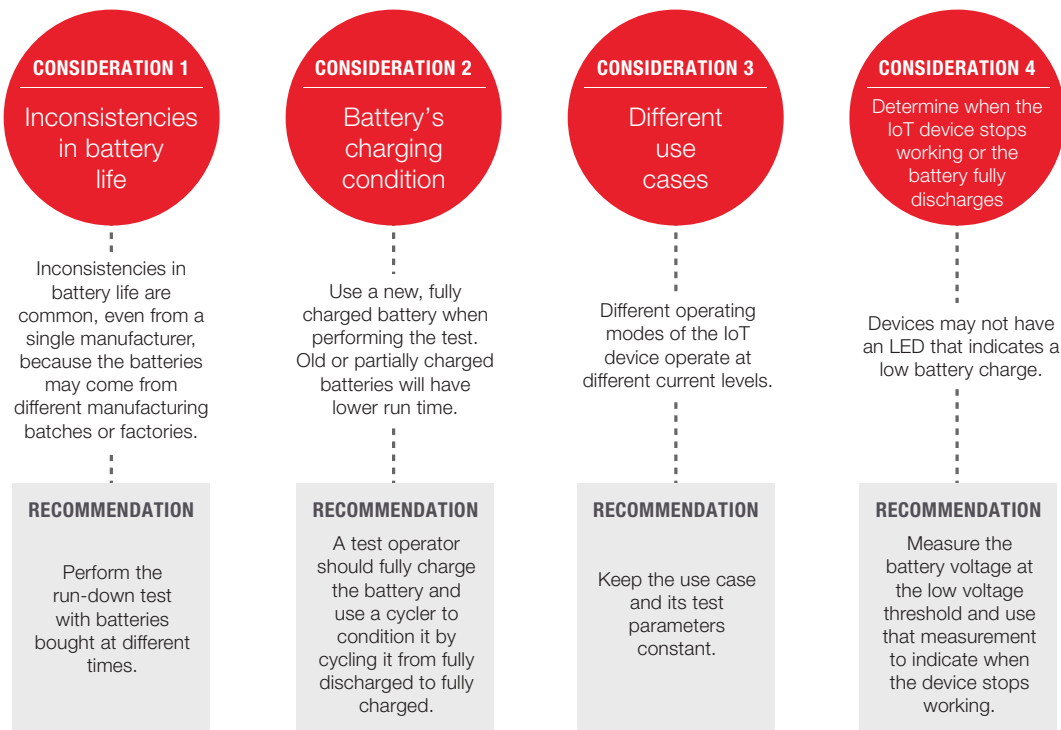 CONSIDERATION 1
Inconsistencies
in battery
life
Inconsistencies in
battery life are
common, even from a
single manufacturer,
because the batteries
may come from
different manufacturing
batches or factories.
RECOMMENDATION
Perform the
run-down test
with batteries
bought at different
times.
CONSIDERATION 2
Battery's
charging
condition
Use a new, fully
charged battery when
performing the test.
Old or partially charged
batteries will have
lower run time.
RECOMMENDATION
A test operator
should fully charge
the battery and
use a cycler to
condition it by
cycling it from fully
discharged to fully
charged.
CONSIDERATION 3
Different
use
cases
Different operating
modes of the IoT
device operate at
different current levels.
RECOMMENDATION
Keep the use case
and its test
parameters
constant.
CONSIDERATION 4
Determine when the
IoT device stops
working or the
battery fully
discharges
Devices may not have
an LED that indicates a
low battery charge.
RECOMMENDATION
Measure the
battery voltage at
the low voltage
threshold and use
that measurement
to indicate when
the device stops
working.